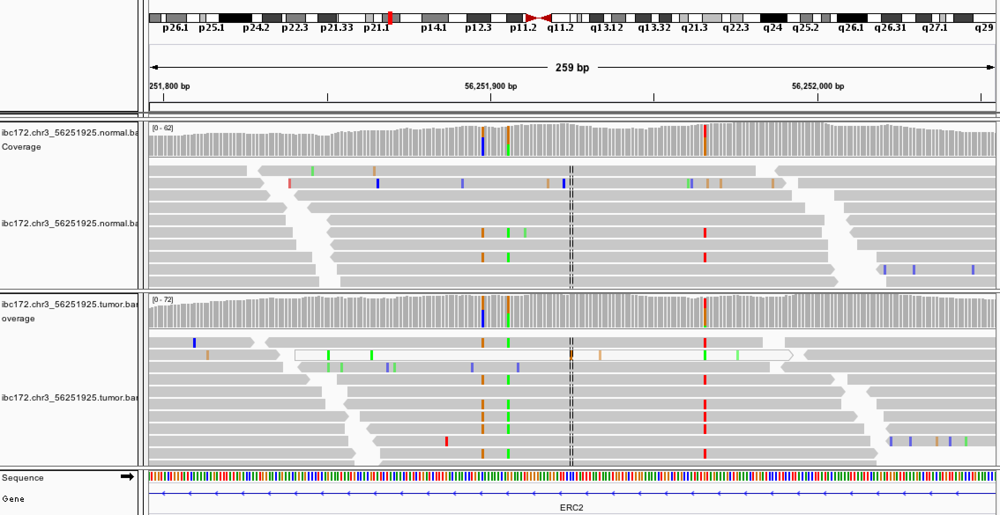 p26.1 p25.1 p24.2 p22.3 p21.33 p21.1 p14.1 p12.3 p11.2 q11.2 q13.12 q13.32 q21.3 q22.3 q24 q25.2 q26.1 q26.31 q27.1 q29
259 bp
251,800 bp 56,251,900 bp 56,252,000 bp
ibc172.chr3_56251925.normal.ba [0 - 62]
Coverage
ibc172.chr3_56251925.normal.ba
ibc172.chr3_56251925.tumor.bar [0 - 72]
overage
ibc172.chr3_56251925.tumor.bar
Sequence
Gene
ERC2